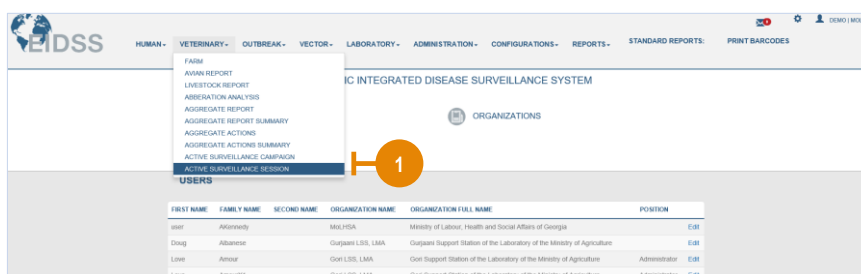 DEMO | MOL
EIDSS HUMAN VETERINARY OUTBREAK VECTOR LABORATORY ADMINISTRATION CONFIGURATIONS REPORTS STANDARD REPORTS: PRINT BARCODES
FARM
AVIAN REPORT
LIVESTOCK REPORT
IC INTEGRATED DISEASE SURVEILLANCE SYSTEM
ABBERATION ANALYSIS
AGGREGATE REPORT
AGGREGATE REPORT SUMMARY
ORGANIZATIONS
AGGREGATE ACTIONS
AGGREGATE ACTIONS SUMMARY
ACTIVE SURVEILLANCE CAMPAIGN
ACTIVE SURVEILLANCE SESSION
1
USERS
FIRST NAME FAMILY NAME SECOND NAME ORGANIZATION NAME ORGANIZATION FULL NAME POSITION
user AKennedy MoLHSA Ministry of Labour, Health and Social Affairs of Georgia Edit
Doug Albanese Gurjaani LSS, LMA Gurjaani Support Station of the Laboratory of the Ministry of Agriculture Edit
Love Amour Gori LSS, LMA Gori Support Station of the Laboratory of the Ministry of Agriculture Administrator Edit